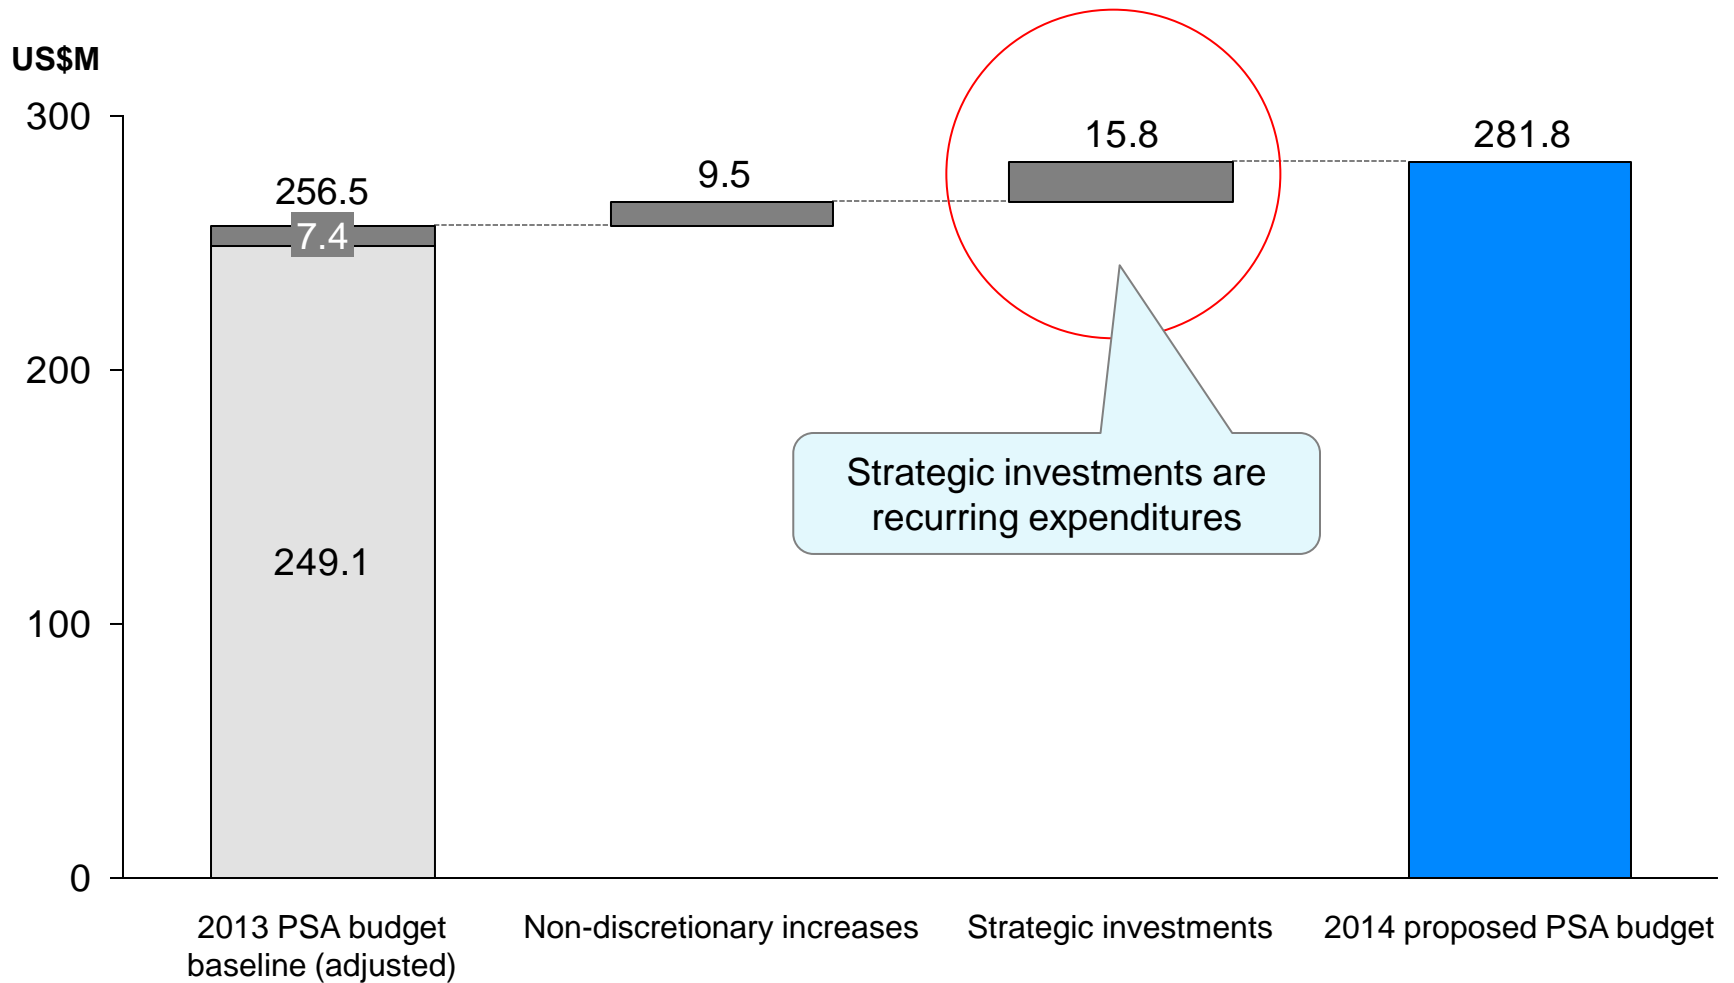 US$M
300
200
100
0
256.5
7.4
249.1
9.5
15.8
281.8
Strategic investments are
recurring expenditures
2013 PSA budget
baseline (adjusted)
Non-discretionary increases
Strategic investments
2014 proposed PSA budget